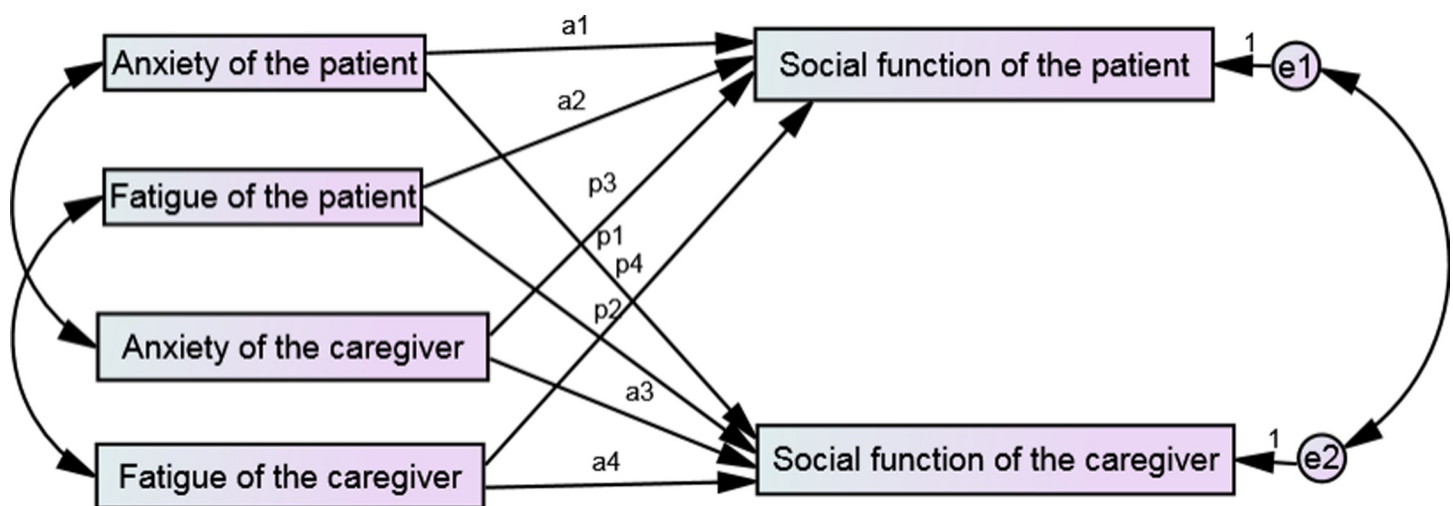 a1
Anxiety of the patient
Social function of the patient
1
e1
a2
Fatigue of the patient
p3
p1
p4
p2
Anxiety of the caregiver
a3
Fatigue of the caregiver
a4
Social function of the caregiver
1
e2